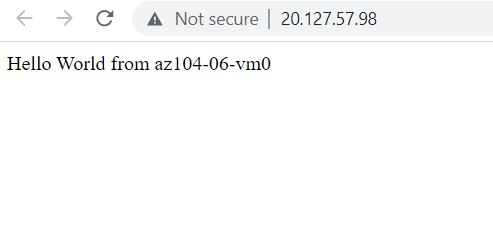 Not secure | 20.127.57.98
Hello World from az104-06-vm0